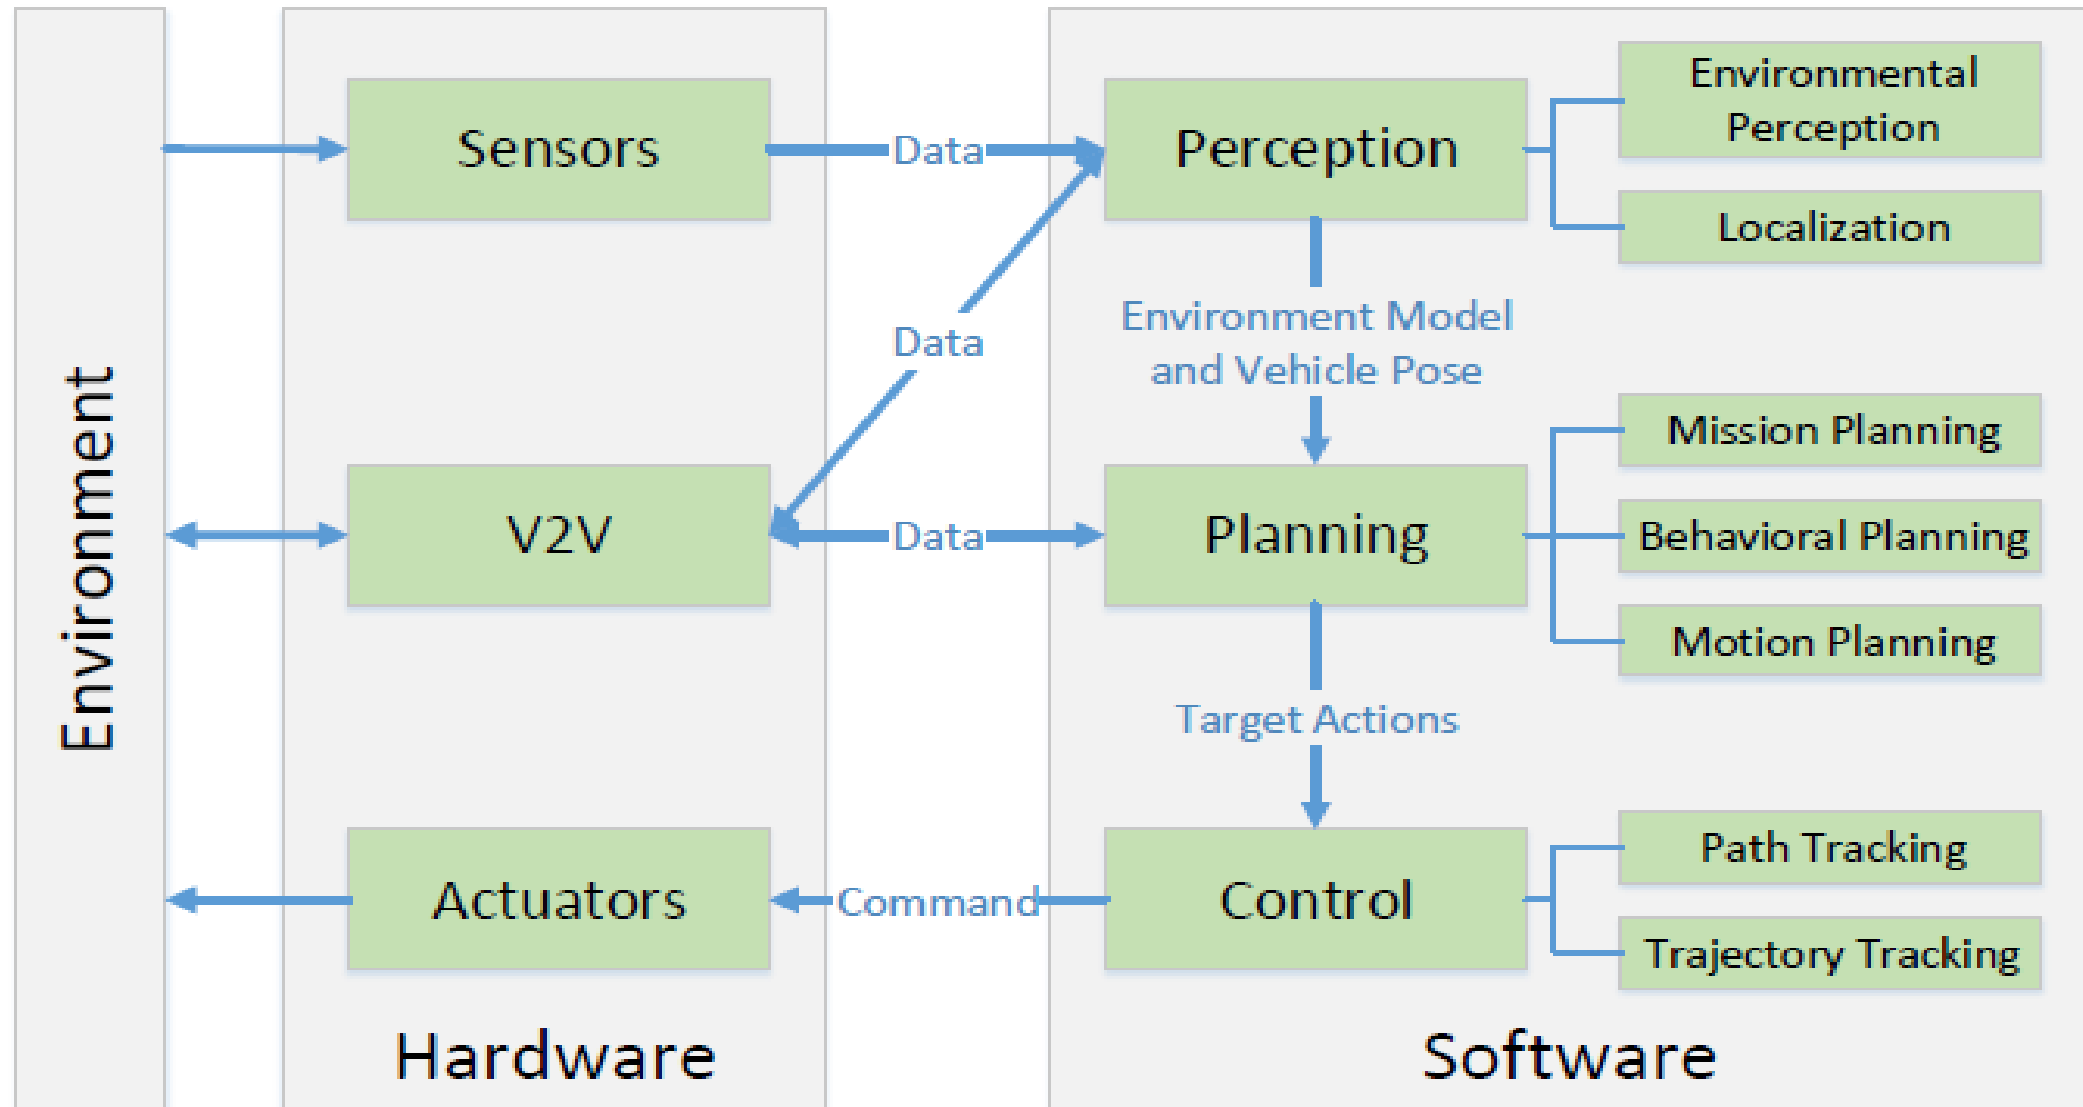 Environment
Sensors
V2V
Actuators
Hardware
Data
Data
Data
Command
Perception
Environment Model
and Vehicle Pose
Planning
Target Actions
Control
Environmental
Perception
Localization
Mission Planning
Behavioral Planning
Motion Planning
Path Tracking
Trajectory Tracking
Software